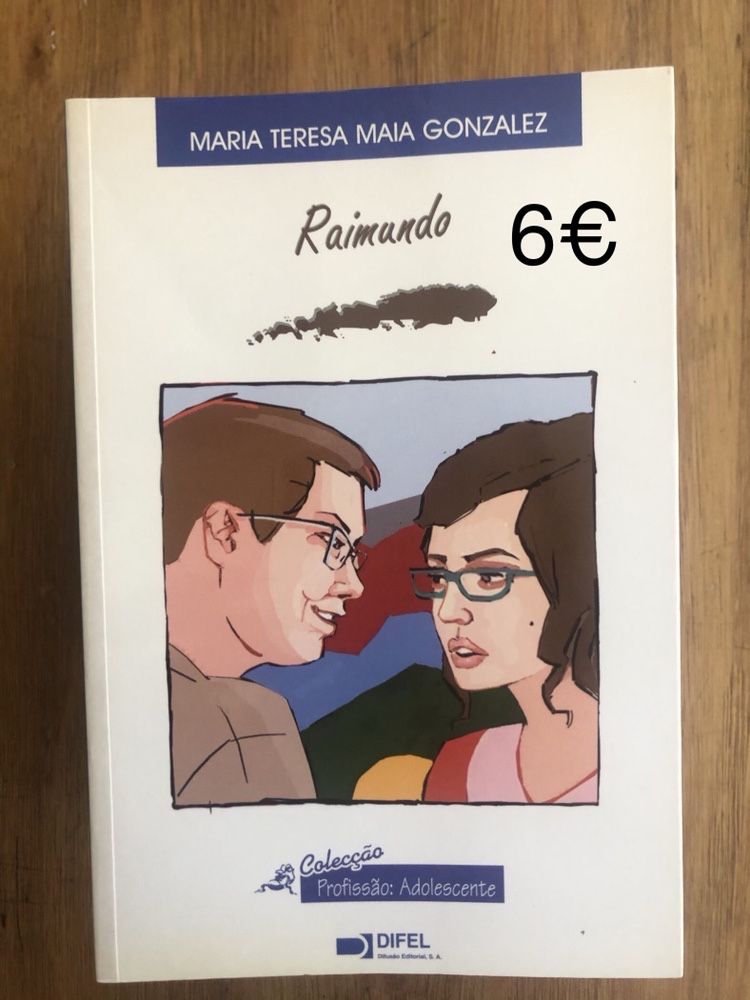 MARIA TERESA MAIA GONZALEZ
Raimundo
6€
Colecção
Profissão: Adolescente
DIFEL
Difusão Editorial, S. A.